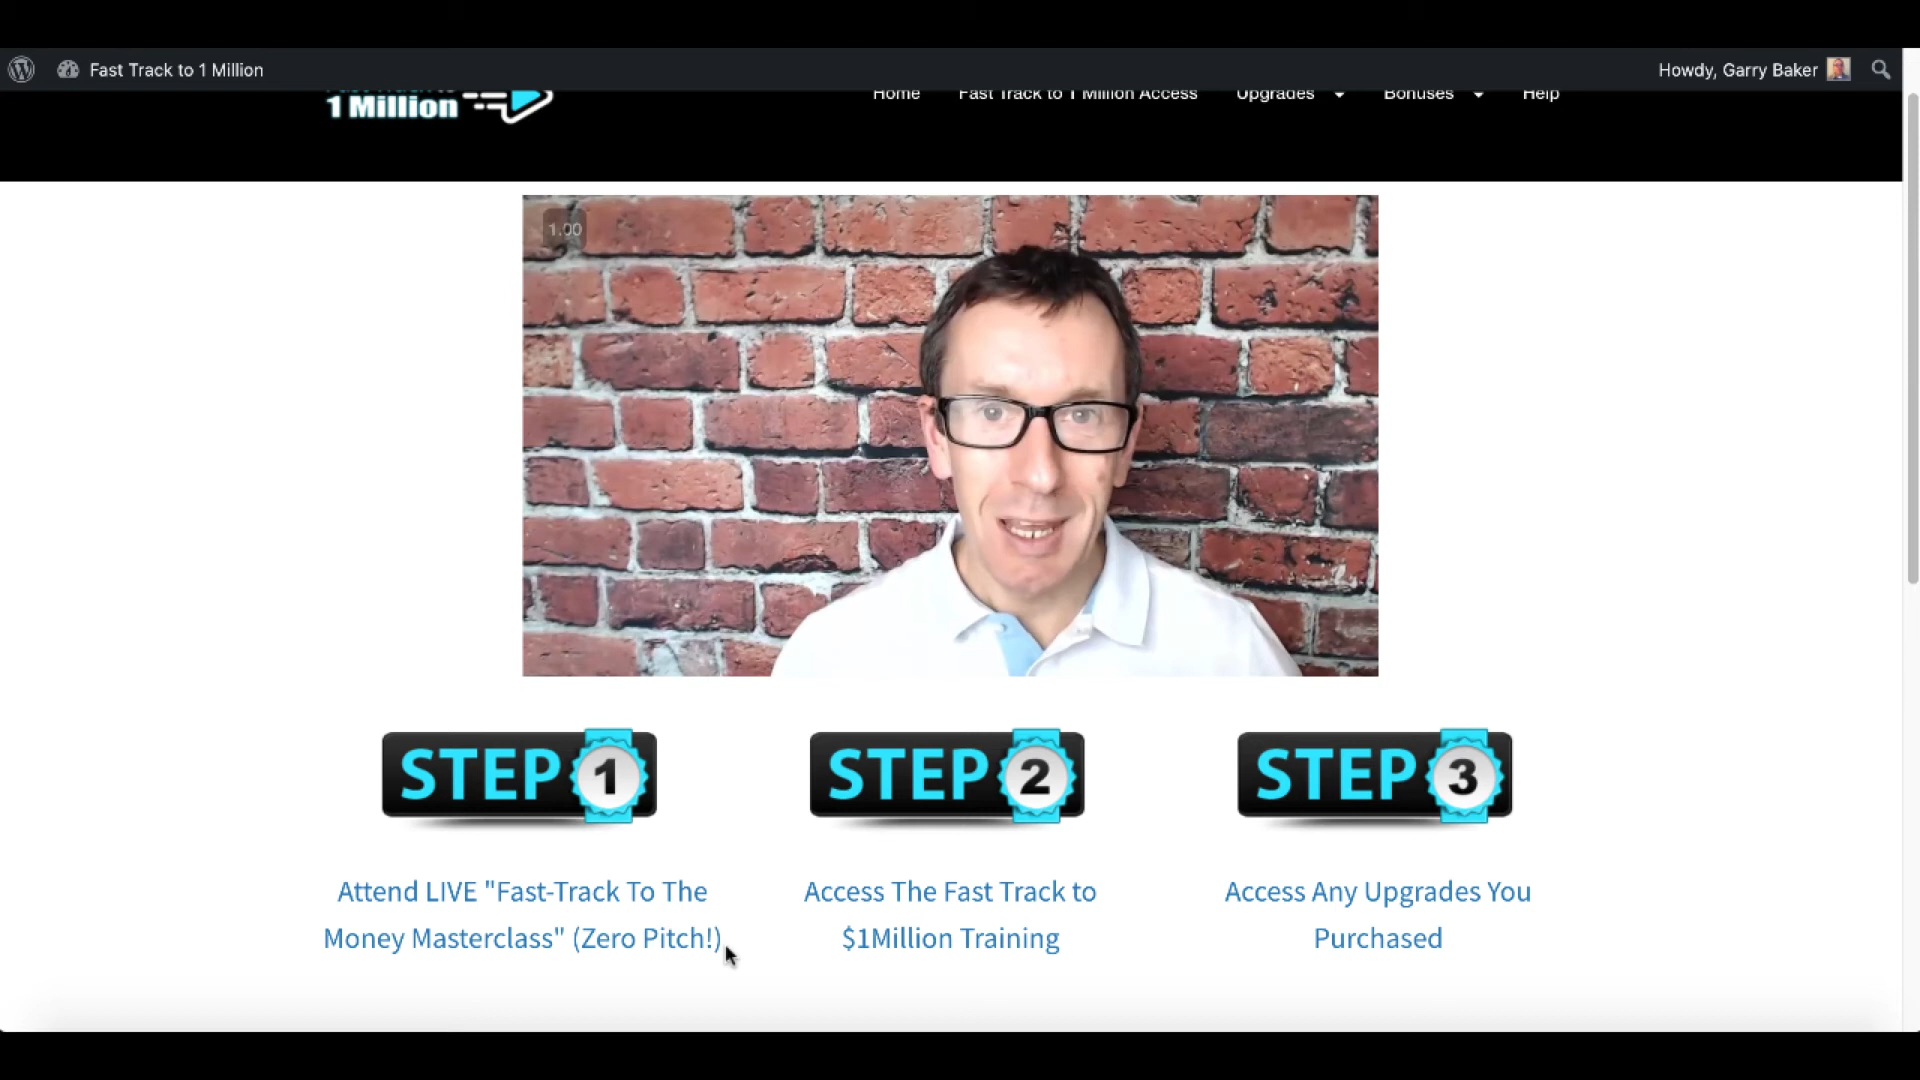 Fast Track to 1 Million
Howdy, Garry Baker
1 Million
Home
Fast Track to 1 Million Access
Upgrades
Bonuses
Help
1.00
STEP 1
STEP 2
STEP 3
Attend LIVE "Fast-Track To The
Money Masterclass" (Zero Pitch!)
Access The Fast Track to
$1Million Training
Access Any Upgrades You
Purchased